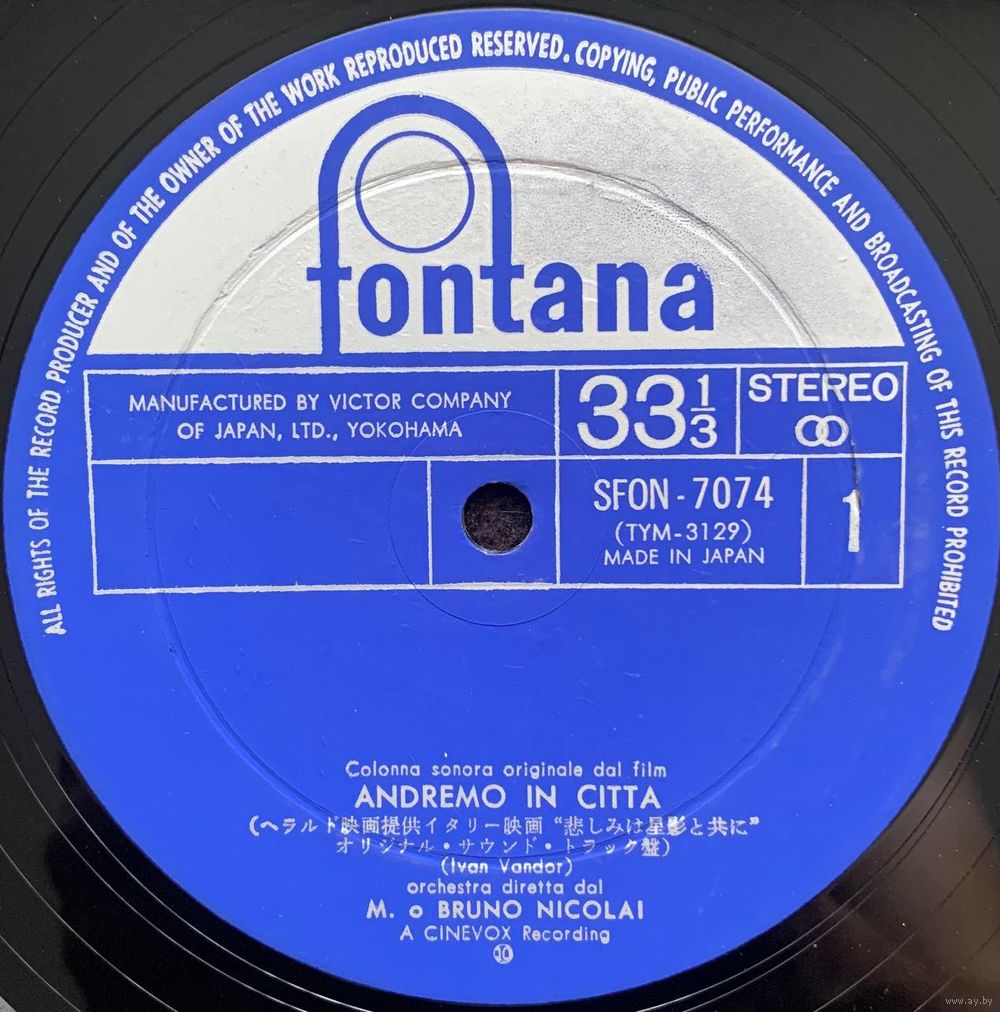 ALL RIGHTS OF THE RECORD PRODUCER AND OF THE OWNER OF THE WORK REPRODUCED RESERVED. COPYING, PUBLIC PERFORMANCE AND BROADCASTING OF THIS RECORD PROHIBITED
fontana
MANUFACTURED BY VICTOR COMPANY
OF JAPAN, LTD., YOKOHAMA
33 1/3
STEREO
SFON-7074
(TYM-3129)
MADE IN JAPAN
1
Colonna sonora originale dal film
ANDREMO IN CITTA
(ヘラルド映画提供イタリー映画 “悲しみは星影と共に”
オリジナル・サウンド・トラック盤)
(Ivan Vandor)
orchestra diretta dal
M. o BRUNO NICOLAI
A CINEVOX Recording
10
www.ay.by